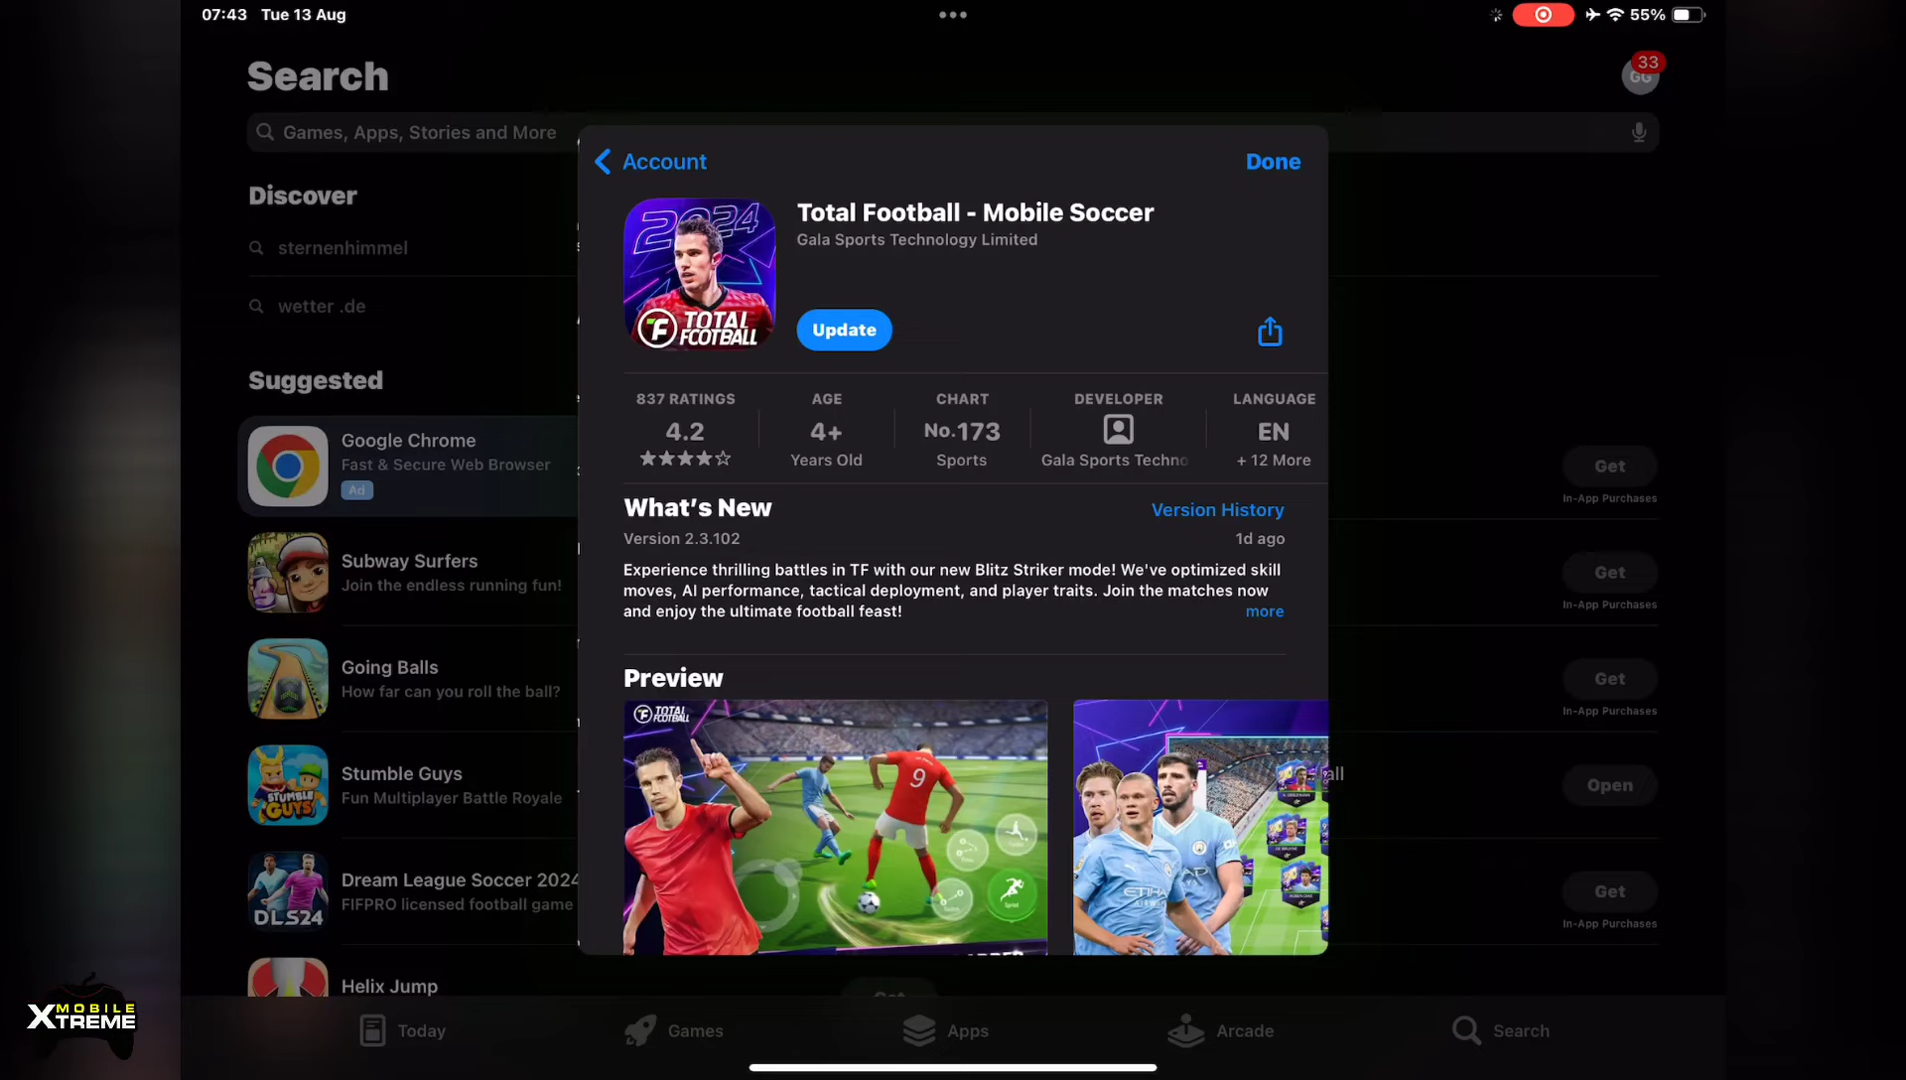 07:43 Tue 13 Aug
55%
Search
33
GG
Games, Apps, Stories and More
Discover
sternenhimmel
wetter .de
Suggested
Google Chrome
Fast & Secure Web Browser
Ad
Get
In-App Purchases
Subway Surfers
Join the endless running fun!
Get
In-App Purchases
Going Balls
How far can you roll the ball?
Get
In-App Purchases
STUMBLE
GUYS
Stumble Guys
Fun Multiplayer Battle Royale
Open
DLS24
Dream League Soccer 2024
FIFPRO licensed football game
Get
In-App Purchases
Helix Jump
Account
Done
2024
TOTAL
FOOTBALL
Total Football - Mobile Soccer
Gala Sports Technology Limited
Update
837 RATINGS
4.2
AGE
4+
Years Old
CHART
No.173
Sports
DEVELOPER
Gala Sports Techno
LANGUAGE
EN
+ 12 More
What's New
Version History
Version 2.3.102
1d ago
Experience thrilling battles in TF with our new Blitz Striker mode! We've optimized skill
moves, AI performance, tactical deployment, and player traits. Join the matches now
and enjoy the ultimate football feast!
more
Preview
TOTAL
FOOTBALL
9
Sprint
ETIHAD
all
MOBILE
XTREME
Today
Games
Apps
Arcade
Search